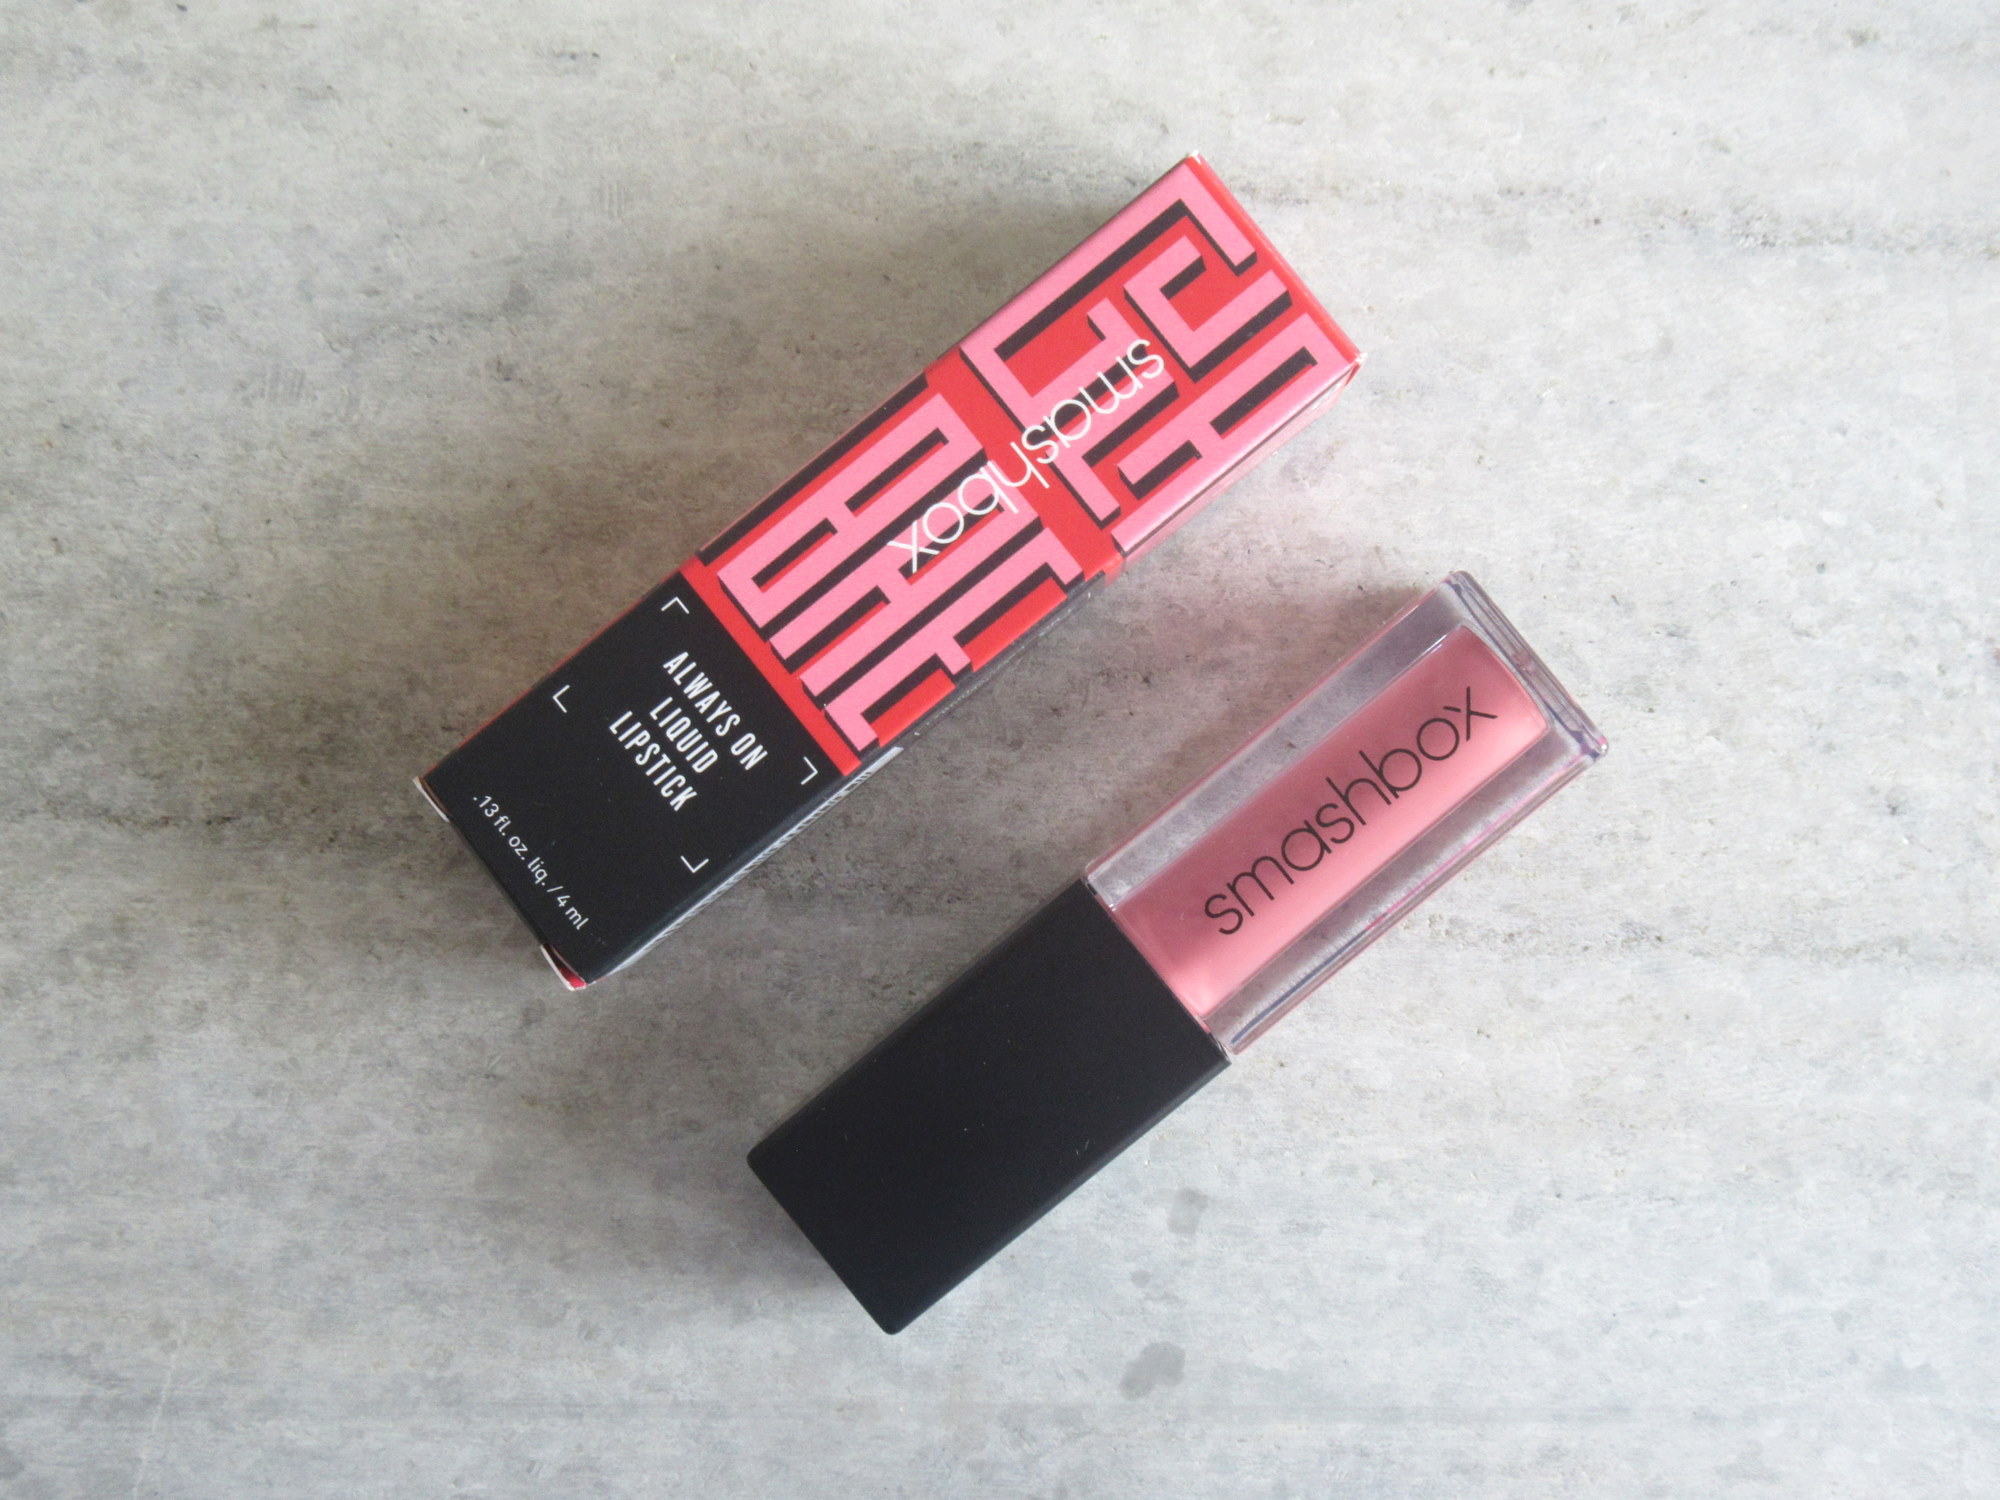 smashbox
ALWAYS ON
LIQUID
LIPSTICK
.13 fl. oz. liq. / 4 ml
smashbox